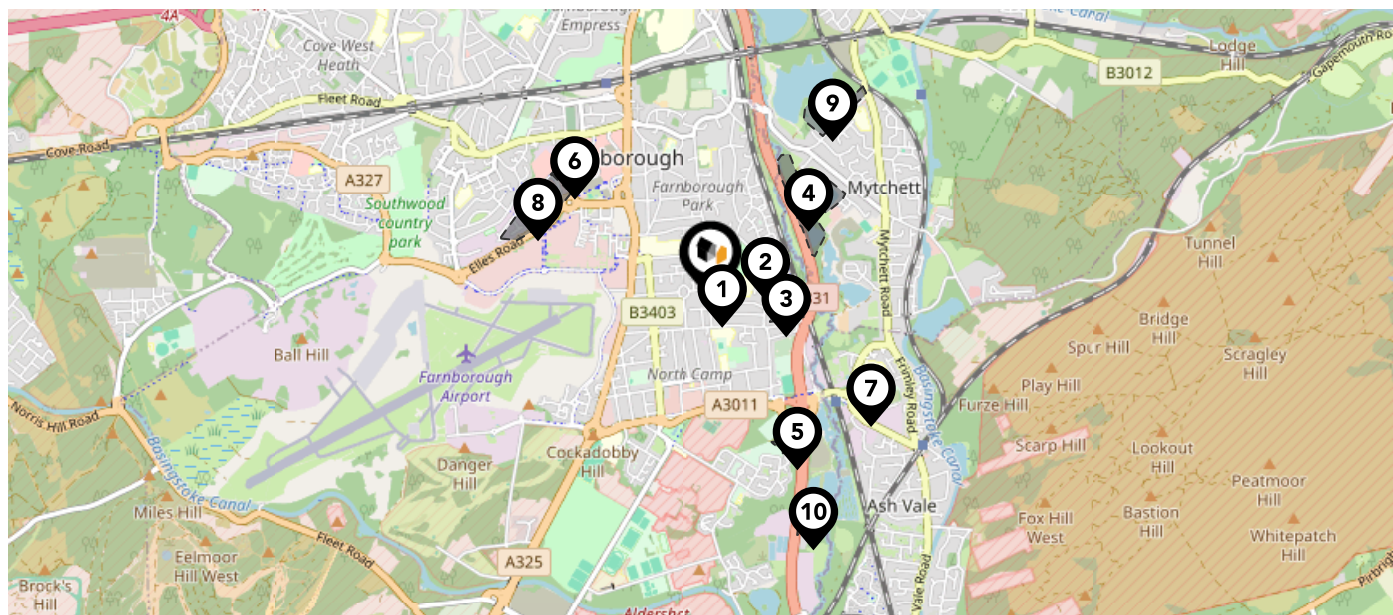 4A
Empress
Cove West
Heath
Lodge
Hill
Gapemouth Ro
B3012
Fleet Road
Cove Road
9
A327
6
borough
Farnborough
Park
4
Mytchett
8
Southwood
country
park
Elles Road
2
1
3
31
B3403
Mytchett Road
Tunnel
Hill
Bridge
Hill
Spur Hill
Scragley
Hill
Ball Hill
Farnborough
Airport
North Camp
7
Frimley Road
Basingstoke Canal
Play Hill
Furze Hill
Norris Hill Road
A3011
5
Scarp Hill
Lookout
Hill
Cockadobby
Hill
Danger
Hill
Basingstoke Canal
Peatmoor
Hill
Miles Hill
10
Ash Vale
Fox Hill
West
Bastion
Hill
Whitepatch
Hill
Fleet Road
Eelmoor
Hill West
A325
Brock's
Hill
Vale Road
Pirbrig
Aldershot